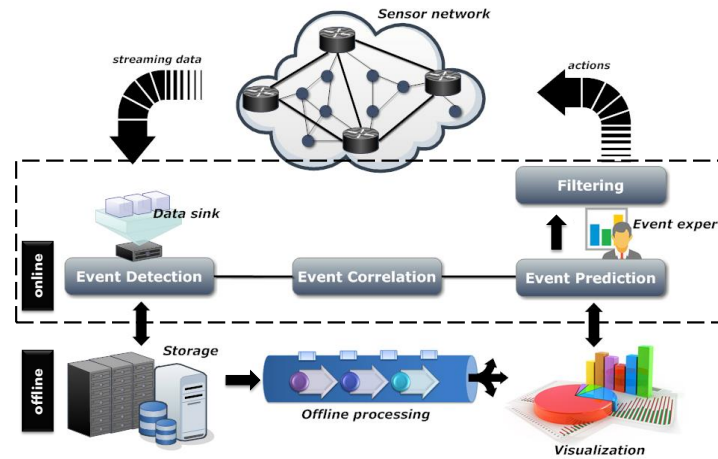 Sensor network
streaming data
actions
Filtering
Data sink
Event exper
online
Event Detection
Event Correlation
Event Prediction
Storage
offline
Offline processing
Visualization